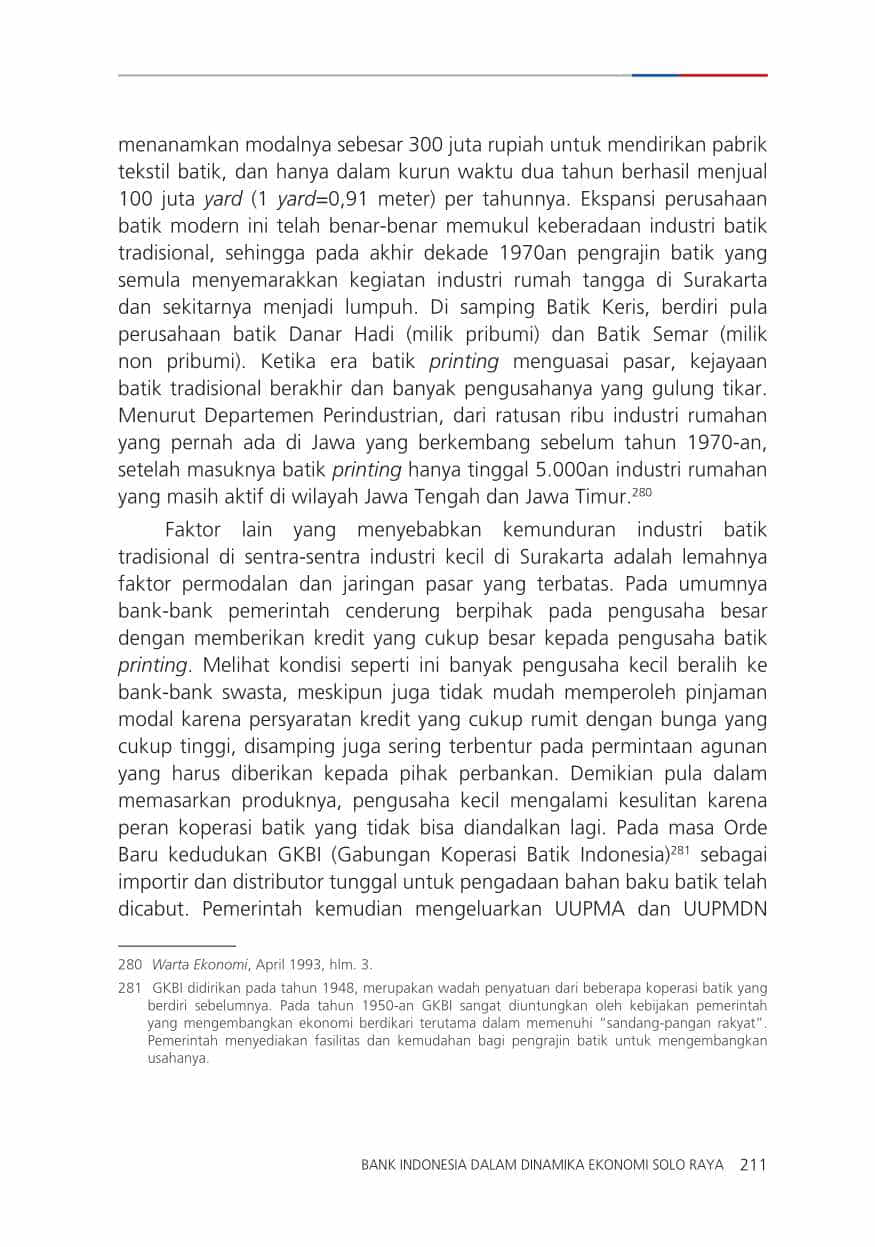 menanamkan modalnya sebesar 300 juta rupiah untuk mendirikan pabrik
tekstil batik, dan hanya dalam kurun waktu dua tahun berhasil menjual
100 juta yard (1 yard=0,91 meter) per tahunnya. Ekspansi perusahaan
batik modern ini telah benar-benar memukul keberadaan industri batik
tradisional, sehingga pada akhir dekade 1970an pengrajin batik yang
semula menyemarakkan kegiatan industri rumah tangga di Surakarta
dan sekitarnya menjadi lumpuh. Di samping Batik Keris, berdiri pula
perusahaan batik Danar Hadi (milik pribumi) dan Batik Semar (milik
non pribumi). Ketika era batik printing menguasai pasar, kejayaan
batik tradisional berakhir dan banyak pengusahanya yang gulung tikar.
Menurut Departemen Perindustrian, dari ratusan ribu industri rumahan
yang pernah ada di Jawa yang berkembang sebelum tahun 1970-an,
setelah masuknya batik printing hanya tinggal 5.000an industri rumahan
yang masih aktif di wilayah Jawa Tengah dan Jawa Timur.280
Faktor lain yang menyebabkan kemunduran industri batik
tradisional di sentra-sentra industri kecil di Surakarta adalah lemahnya
faktor permodalan dan jaringan pasar yang terbatas. Pada umumnya
bank-bank pemerintah cenderung berpihak pada pengusaha besar
dengan memberikan kredit yang cukup besar kepada pengusaha batik
printing. Melihat kondisi seperti ini banyak pengusaha kecil beralih ke
bank-bank swasta, meskipun juga tidak mudah memperoleh pinjaman
modal karena persyaratan kredit yang cukup rumit dengan bunga yang
cukup tinggi, disamping juga sering terbentur pada permintaan agunan
yang harus diberikan kepada pihak perbankan. Demikian pula dalam
memasarkan produknya, pengusaha kecil mengalami kesulitan karena
peran koperasi batik yang tidak bisa diandalkan lagi. Pada masa Orde
Baru kedudukan GKBI (Gabungan Koperasi Batik Indonesia)281 sebagai
importir dan distributor tunggal untuk pengadaan bahan baku batik telah
dicabut. Pemerintah kemudian mengeluarkan UUPMA dan UUPMDN
280 Warta Ekonomi, April 1993, hlm. 3.
281 GKBI didirikan pada tahun 1948, merupakan wadah penyatuan dari beberapa koperasi batik yang
berdiri sebelumnya. Pada tahun 1950-an GKBI sangat diuntungkan oleh kebijakan pemerintah
yang mengembangkan ekonomi berdikari terutama dalam memenuhi “sandang-pangan rakyat”.
Pemerintah menyediakan fasilitas dan kemudahan bagi pengrajin batik untuk mengembangkan
usahanya.
BANK INDONESIA DALAM DINAMIKA EKONOMI SOLO RAYA 211